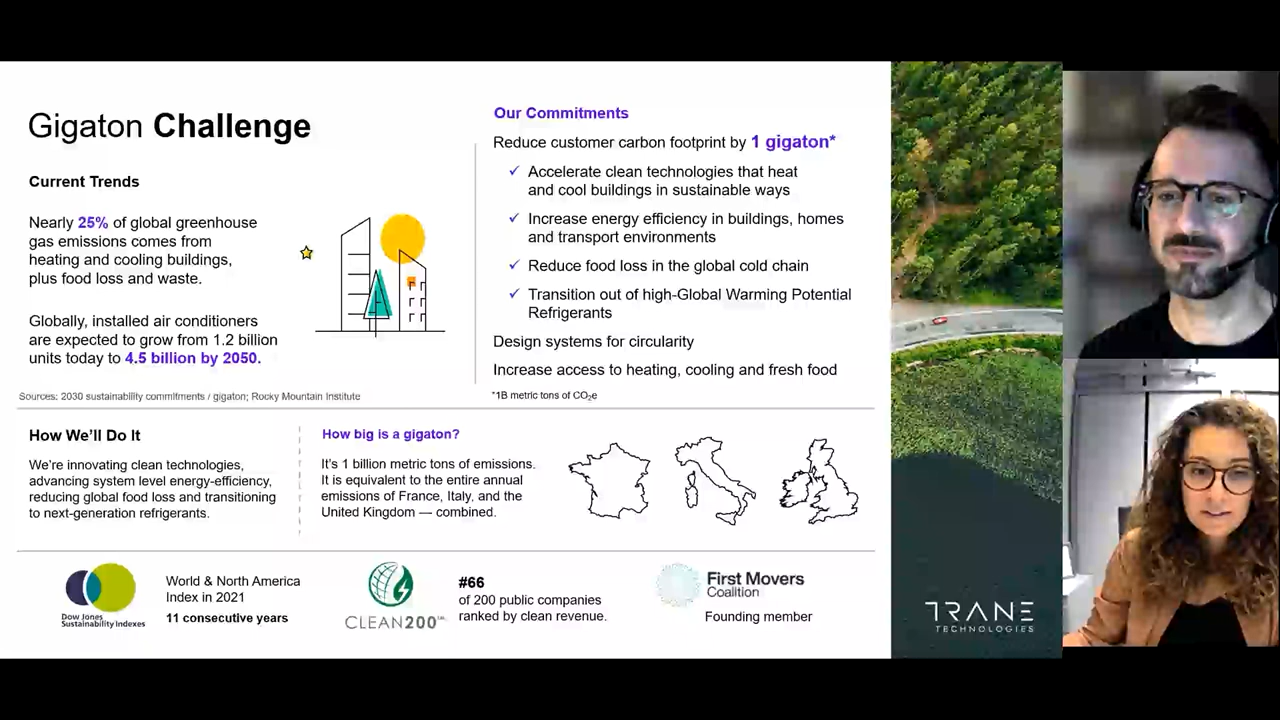 Gigaton Challenge
Current Trends
Nearly 25% of global greenhouse
gas emissions comes from
heating and cooling buildings,
plus food loss and waste.
Globally, installed air conditioners
are expected to grow from 1.2 billion
units today to 4.5 billion by 2050.
Sources: 2030 sustainability commitments / gigaton; Rocky Mountain Institute
Our Commitments
Reduce customer carbon footprint by 1 gigaton*
✓ Accelerate clean technologies that heat
and cool buildings in sustainable ways
✓ Increase energy efficiency in buildings, homes
and transport environments
✓ Reduce food loss in the global cold chain
✓ Transition out of high-Global Warming Potential
Refrigerants
Design systems for circularity
Increase access to heating, cooling and fresh food
*1B metric tons of CO₂e
How We’ll Do It
We’re innovating clean technologies,
advancing system level energy-efficiency,
reducing global food loss and transitioning
to next-generation refrigerants.
How big is a gigaton?
It’s 1 billion metric tons of emissions.
It is equivalent to the entire annual
emissions of France, Italy, and the
United Kingdom — combined.
Dow Jones
Sustainability Indexes
World & North America
Index in 2021
11 consecutive years
CLEAN200™
#66
of 200 public companies
ranked by clean revenue.
First Movers
Coalition
Founding member
TRANE
TECHNOLOGIES